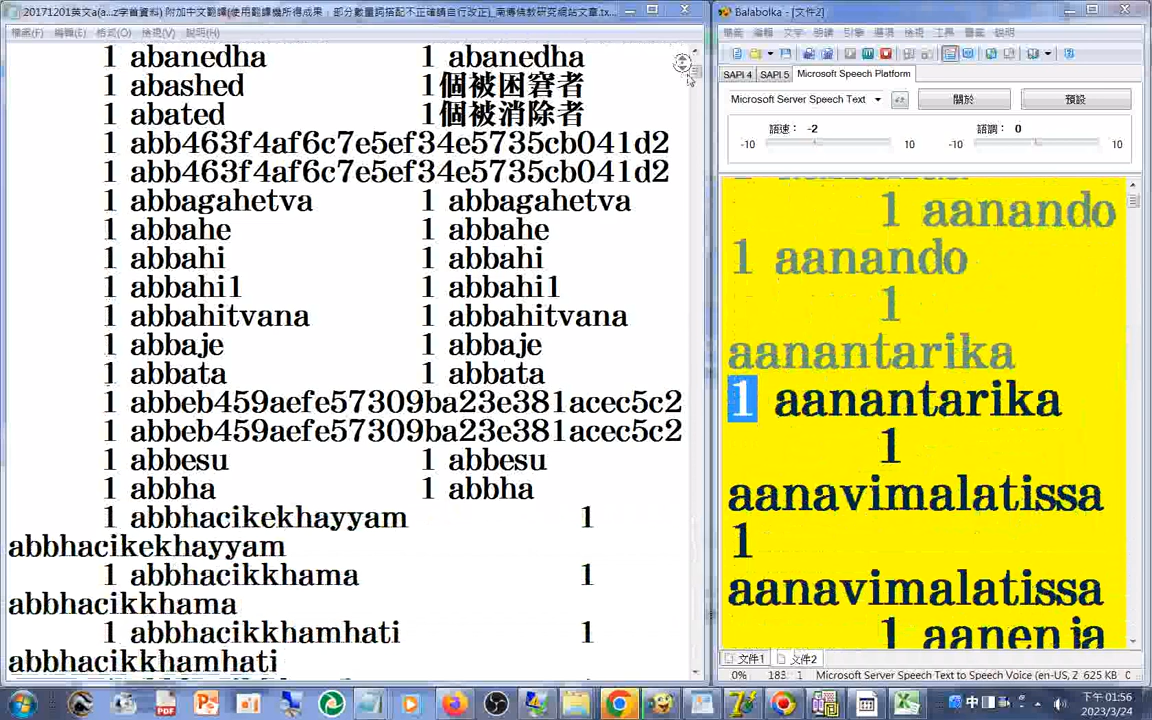 20171201英文a(a...z字首資料) 附加中文翻譯(使用翻譯機所得成果，部分數量詞搭配不正確請自行改正)_南傳佛教研究網站文章.tx...
檔案(F) 編輯(E) 格式(O) 檢視(V) 說明(H)
1 abanedha 1 abanedha
1 abashed 1個被困窘者
1 abated 1個被消除者
1 abb463f4af6c7e5ef34e5735cb041d2
1 abb463f4af6c7e5ef34e5735cb041d2
1 abbagahetva 1 abbagahetva
1 abbahe 1 abbahe
1 abbahi 1 abbahi
1 abbahi1 1 abbahi1
1 abbahitvana 1 abbahitvana
1 abbaje 1 abbaje
1 abbata 1 abbata
1 abbeb459aefe57309ba23e381acec5c2
1 abbeb459aefe57309ba23e381acec5c2
1 abbesu 1 abbesu
1 abbha 1 abbha
1 abbhacikekhayyam 1
abbhacikekhayyam
1 abbhacikkhama 1
abbhacikkhama
1 abbhacikkhamhati 1
abbhacikkhamhati
Balabolka - [文件2]
SAPI 4 SAPI 5 Microsoft Speech Platform
Microsoft Server Speech Text 關於 預設
語速： -2 語調： 0
-10 10 -10 10
1 aanando
1 aanando
1
aanantarika
1 aanantarika
1
aanavimalatissa
1
aanavimalatissa
1 aanenja
文件1 文件2
0% 183: 1 Microsoft Server Speech Text to Speech Voice (en-US, Z 625 KB
中
下午 01:56
2023/3/24